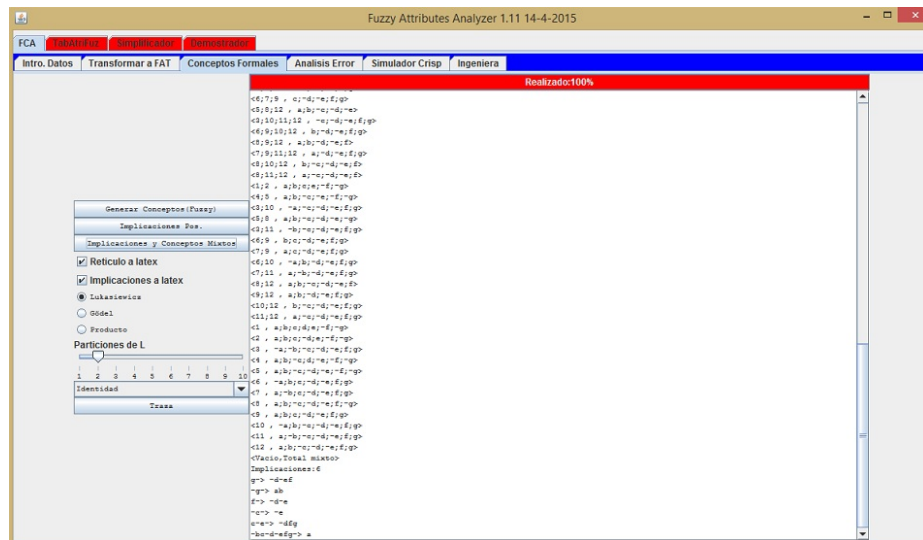 Fuzzy Attributes Analyzer 1.11 14-4-2015
FCA TabAtriFuz Simplificador Demostrador
Intro. Datos Transformar a FAT Conceptos Formales Analisis Error Simulador Crisp Ingeniera
Realizado:100%
<6;7;9 , c;¬d;¬e;f;g>
<5;8;12 , a;b;¬c;¬d;¬e>
<3;10;11;12 , ¬c;¬d;¬e;f;g>
<6;9;10;12 , b;¬d;¬e;f;g>
<8;9;12 , a;b;¬d;¬e;f>
<7;9;11;12 , a;¬d;¬e;f;g>
<8;10;12 , b;¬c;¬d;¬e;f>
<8;11;12 , a;¬c;¬d;¬e;f>
<1;2 , a;b;c;e;¬f;¬g>
<4;5 , a;b;¬c;¬e;¬f;¬g>
<3;10 , ¬a;¬c;¬d;¬e;f;g>
<5;8 , a;b;¬c;¬d;¬e;¬g>
<3;11 , ¬b;¬c;¬d;¬e;f;g>
<6;9 , b;c;¬d;¬e;f;g>
<7;9 , a;c;¬d;¬e;f;g>
<6;10 , ¬a;b;¬d;¬e;f;g>
<7;11 , a;¬b;¬d;¬e;f;g>
<8;12 , a;b;¬c;¬d;¬e;f>
<9;12 , a;b;¬d;¬e;f;g>
<10;12 , b;¬c;¬d;¬e;f;g>
<11;12 , a;¬c;¬d;¬e;f;g>
<1 , a;b;c;d;e;¬f;¬g>
<2 , a;b;c;¬d;e;¬f;¬g>
<3 , ¬a;¬b;¬c;¬d;¬e;f;g>
<4 , a;b;¬c;d;¬e;¬f;¬g>
<5 , a;b;¬c;¬d;¬e;¬f;¬g>
<6 , ¬a;b;c;¬d;¬e;f;g>
<7 , a;¬b;c;¬d;¬e;f;g>
<8 , a;b;¬c;¬d;¬e;f;¬g>
<9 , a;b;c;¬d;¬e;f;g>
<10 , ¬a;b;¬c;¬d;¬e;f;g>
<11 , a;¬b;¬c;¬d;¬e;f;g>
<12 , a;b;¬c;¬d;¬e;f;g>
<Vacio,Total mixto>
Implicaciones:6
g-> ¬d¬ef
¬g-> ab
f-> ¬d¬e
¬c-> ¬e
c¬e-> ¬dfg
¬bc¬d¬efg-> a
Generar Conceptos(Fuzzy)
Implicaciones Pos.
Implicaciones y Conceptos Mixtos
Reticulo a latex
Implicaciones a latex
Lukasiewicz
Gödel
Producto
Particiones de L
1 2 3 4 5 6 7 8 9 10
Identidad
Traza